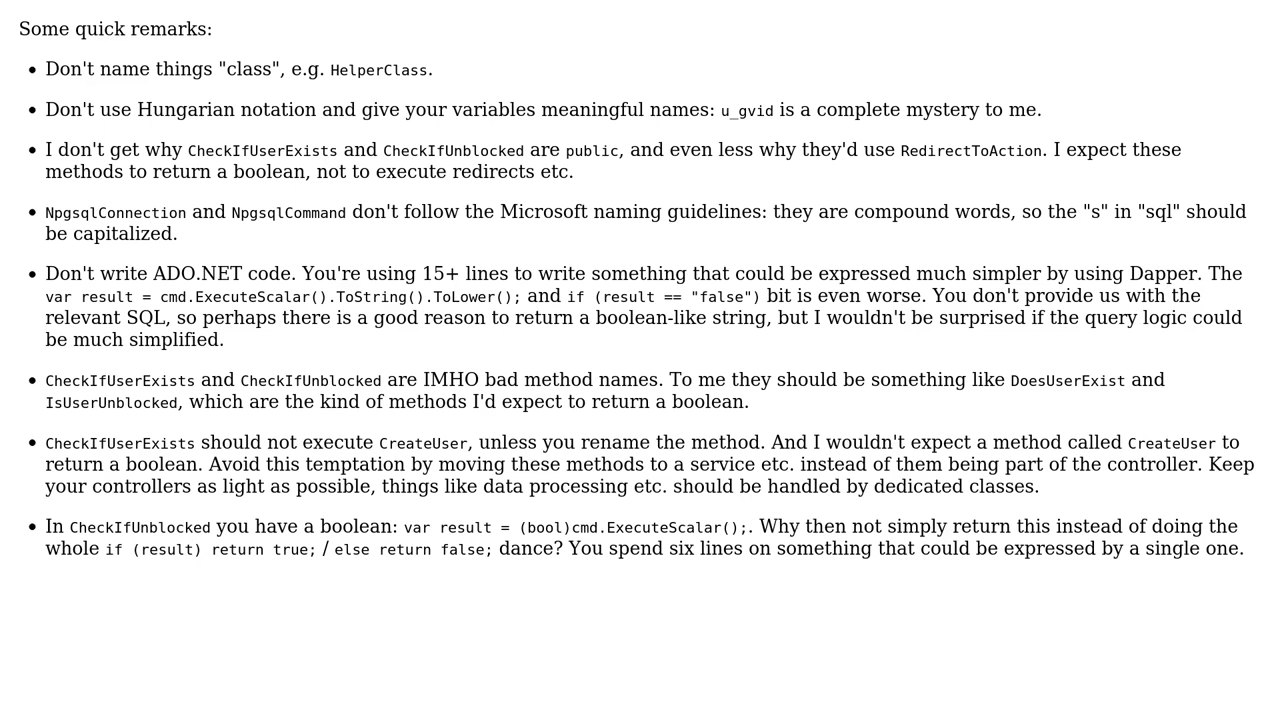 Some quick remarks:
• Don't name things "class", e.g. HelperClass.
• Don't use Hungarian notation and give your variables meaningful names: u_gvid is a complete mystery to me.
• I don't get why CheckIfUserExists and CheckIfUnblocked are public, and even less why they'd use RedirectToAction. I expect these
methods to return a boolean, not to execute redirects etc.
• NpgsqlConnection and NpgsqlCommand don't follow the Microsoft naming guidelines: they are compound words, so the "s" in "sql" should
be capitalized.
• Don't write ADO.NET code. You're using 15+ lines to write something that could be expressed much simpler by using Dapper. The
var result = cmd.ExecuteScalar().ToString().ToLower(); and if (result == "false") bit is even worse. You don't provide us with the
relevant SQL, so perhaps there is a good reason to return a boolean-like string, but I wouldn't be surprised if the query logic could
be much simplified.
• CheckIfUserExists and CheckIfUnblocked are IMHO bad method names. To me they should be something like DoesUserExist and
IsUserUnblocked, which are the kind of methods I'd expect to return a boolean.
• CheckIfUserExists should not execute CreateUser, unless you rename the method. And I wouldn't expect a method called CreateUser to
return a boolean. Avoid this temptation by moving these methods to a service etc. instead of them being part of the controller. Keep
your controllers as light as possible, things like data processing etc. should be handled by dedicated classes.
• In CheckIfUnblocked you have a boolean: var result = (bool)cmd.ExecuteScalar();. Why then not simply return this instead of doing the
whole if (result) return true; / else return false; dance? You spend six lines on something that could be expressed by a single one.